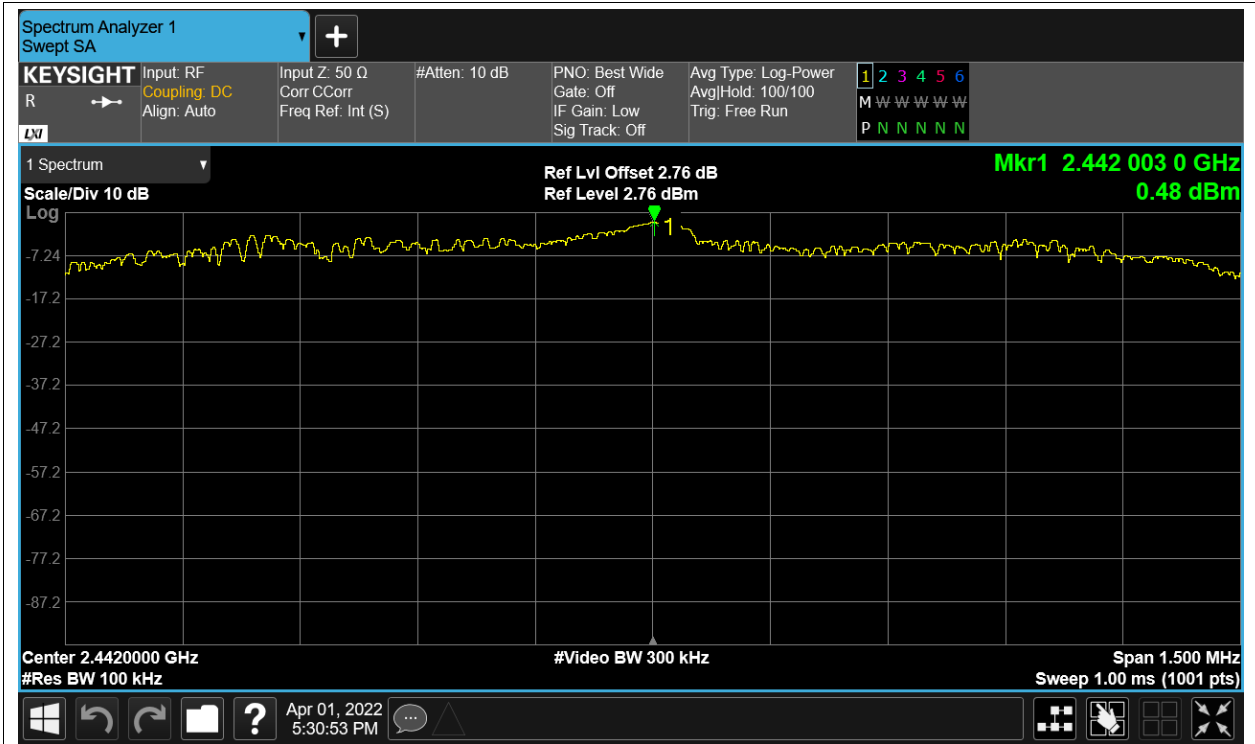 Spectrum Analyzer 1
Swept SA
KEYSIGHT
R
LXI
Input: RF
Coupling: DC
Align: Auto
Input Z: 50 Ω
Corr CCorr
Freq Ref: Int (S)
#Atten: 10 dB
PNO: Best Wide
Gate: Off
IF Gain: Low
Sig Track: Off
Avg Type: Log-Power
Avg|Hold: 100/100
Trig: Free Run
1 2 3 4 5 6
M W W W W W
P N N N N N
1 Spectrum
Scale/Div 10 dB
Log
Ref Lvl Offset 2.76 dB
Ref Level 2.76 dBm
Mkr1 2.442 003 0 GHz
0.48 dBm
1
-7.24
-17.2
-27.2
-37.2
-47.2
-57.2
-67.2
-77.2
-87.2
Center 2.4420000 GHz
#Res BW 100 kHz
#Video BW 300 kHz
Span 1.500 MHz
Sweep 1.00 ms (1001 pts)
?
Apr 01, 2022
5:30:53 PM